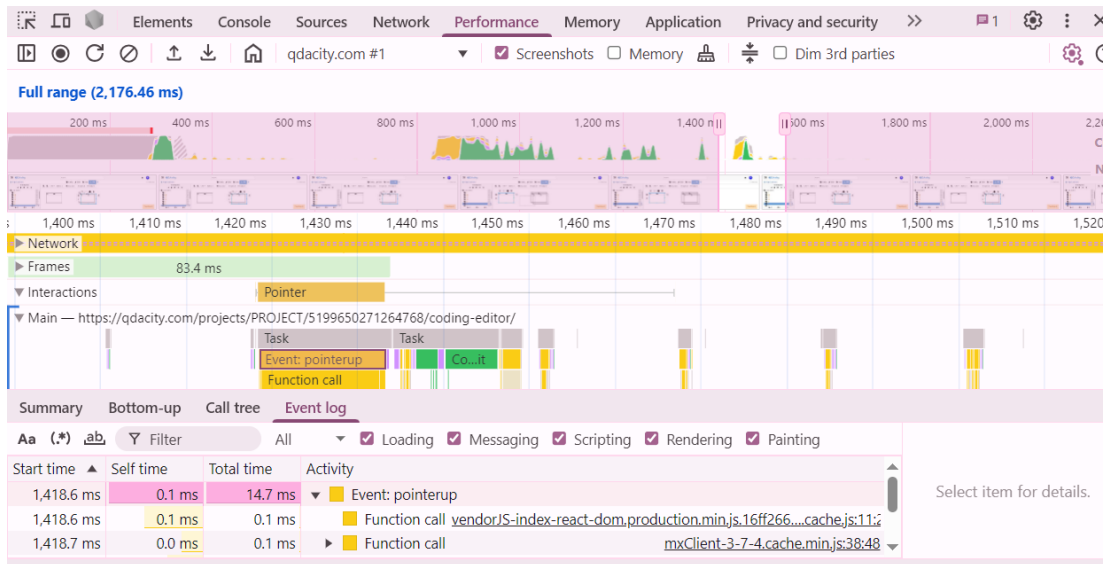 Elements Console Sources Network Performance Memory Application Privacy and security 1
qdacity.com #1 Screenshots Memory Dim 3rd parties
Full range (2,176.46 ms)
200 ms 400 ms 600 ms 800 ms 1,000 ms 1,200 ms 1,400 ms 1,800 ms 2,000 ms
1,400 ms 1,410 ms 1,420 ms 1,430 ms 1,440 ms 1,450 ms 1,460 ms 1,470 ms 1,480 ms 1,490 ms 1,500 ms 1,510 ms 1,520
Network
Frames 83.4 ms
Interactions Pointer
Main — https://qdacity.com/projects/PROJECT/5199650271264768/coding-editor/
Task Task
Event: pointerup Co...it
Function call
Summary Bottom-up Call tree Event log
Aa (.*) ab Filter All Loading Messaging Scripting Rendering Painting
Start time Self time Total time Activity
1,418.6 ms 0.1 ms 14.7 ms Event: pointerup
Select item for details.
1,418.6 ms 0.1 ms 0.1 ms Function call vendorJS-index-react-dom.production.min.js.16ff266....cache.js:11:2
1,418.7 ms 0.0 ms 0.1 ms Function call mxClient-3-7-4.cache.min.js:38:48